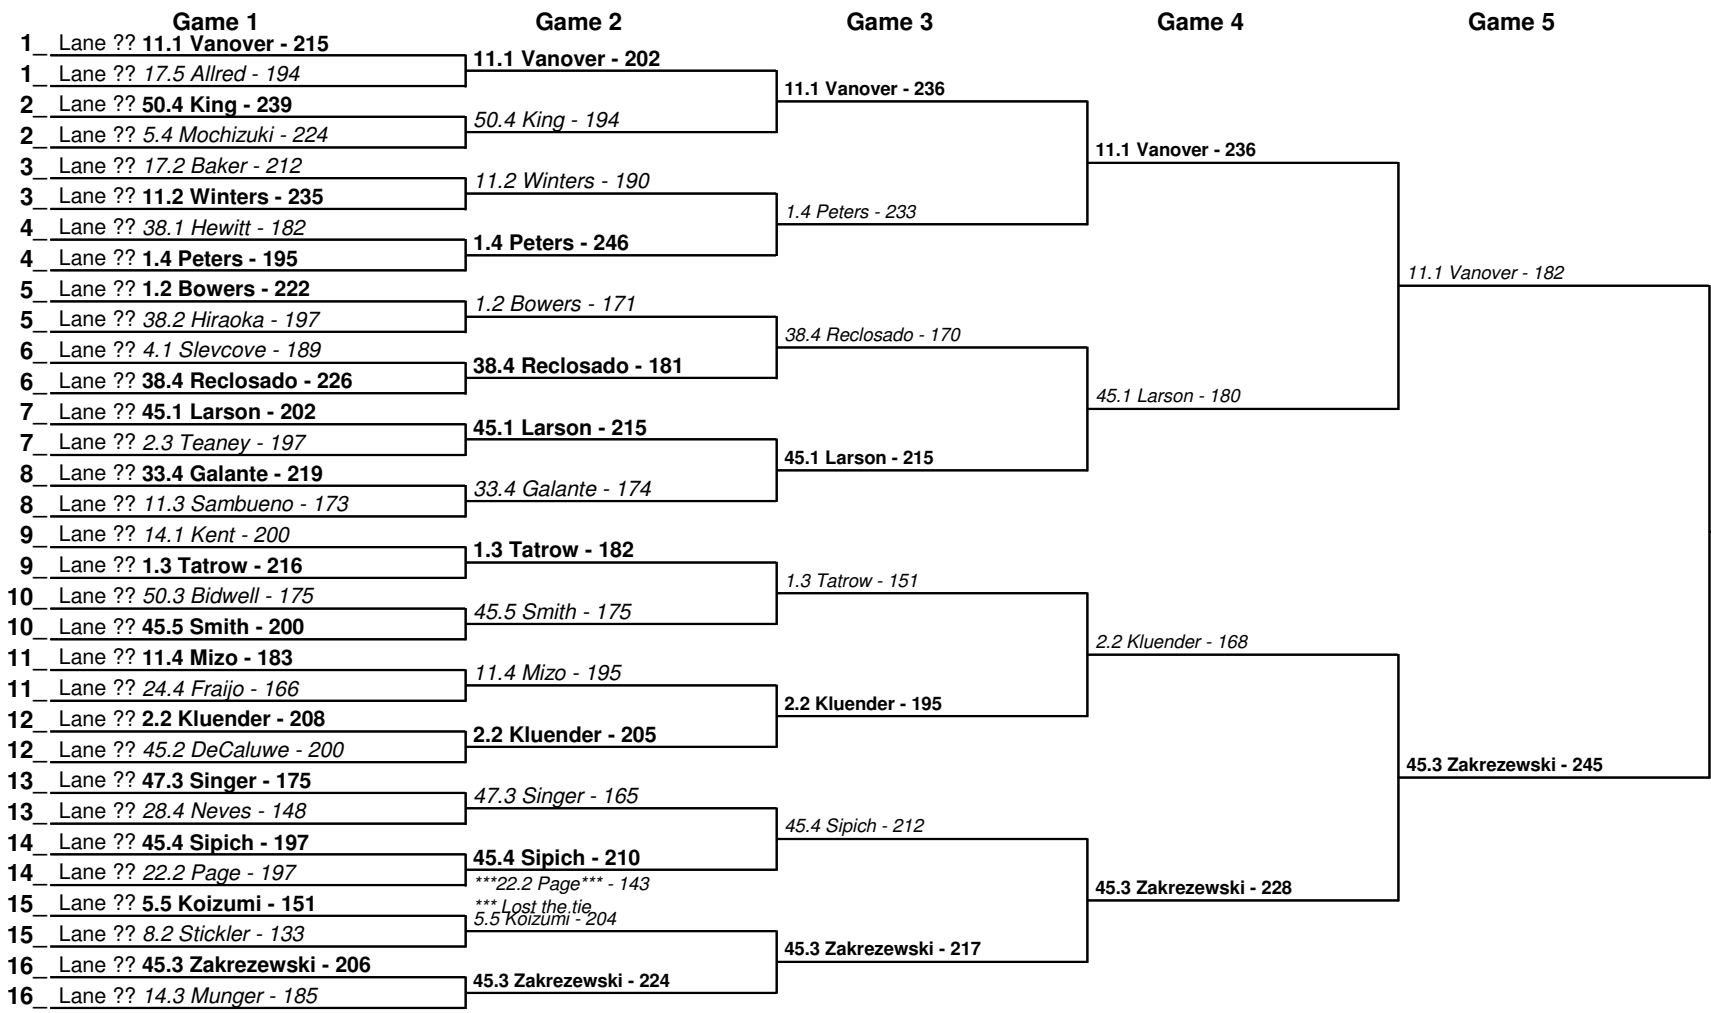 Game 1 Game 2 Game 3 Game 4 Game 5
1_ Lane ?? 11.1 Vanover - 215
1_ Lane ?? 17.5 Allred - 194
2_ Lane ?? 50.4 King - 239
2_ Lane ?? 5.4 Mochizuki - 224
3_ Lane ?? 17.2 Baker - 212
3_ Lane ?? 11.2 Winters - 235
4_ Lane ?? 38.1 Hewitt - 182
4_ Lane ?? 1.4 Peters - 195
5_ Lane ?? 1.2 Bowers - 222
5_ Lane ?? 38.2 Hiraoka - 197
6_ Lane ?? 4.1 Slevcove - 189
6_ Lane ?? 38.4 Reclosado - 226
7_ Lane ?? 45.1 Larson - 202
7_ Lane ?? 2.3 Teaney - 197
8_ Lane ?? 33.4 Galante - 219
8_ Lane ?? 11.3 Sambueno - 173
9_ Lane ?? 14.1 Kent - 200
9_ Lane ?? 1.3 Tatrow - 216
10_ Lane ?? 50.3 Bidwell - 175
10_ Lane ?? 45.5 Smith - 200
11_ Lane ?? 11.4 Mizo - 183
11_ Lane ?? 24.4 Fraijo - 166
12_ Lane ?? 2.2 Kluender - 208
12_ Lane ?? 45.2 DeCaluwe - 200
13_ Lane ?? 47.3 Singer - 175
13_ Lane ?? 28.4 Neves - 148
14_ Lane ?? 45.4 Sipich - 197
14_ Lane ?? 22.2 Page - 197
15_ Lane ?? 5.5 Koizumi - 151
15_ Lane ?? 8.2 Stickler - 133
16_ Lane ?? 45.3 Zakrezewski - 206
16_ Lane ?? 14.3 Munger - 185
11.1 Vanover - 202
50.4 King - 194
11.2 Winters - 190
1.4 Peters - 246
1.2 Bowers - 171
38.4 Reclosado - 181
45.1 Larson - 215
33.4 Galante - 174
1.3 Tatrow - 182
45.5 Smith - 175
11.4 Mizo - 195
2.2 Kluender - 205
47.3 Singer - 165
45.4 Sipich - 210
***22.2 Page*** - 143
*** Lost the tie
5.5 Koizumi - 204
45.3 Zakrezewski - 224
11.1 Vanover - 236
1.4 Peters - 233
38.4 Reclosado - 170
45.1 Larson - 215
1.3 Tatrow - 151
2.2 Kluender - 195
45.4 Sipich - 212
45.3 Zakrezewski - 217
11.1 Vanover - 236
45.1 Larson - 180
2.2 Kluender - 168
45.3 Zakrezewski - 228
11.1 Vanover - 182
45.3 Zakrezewski - 245